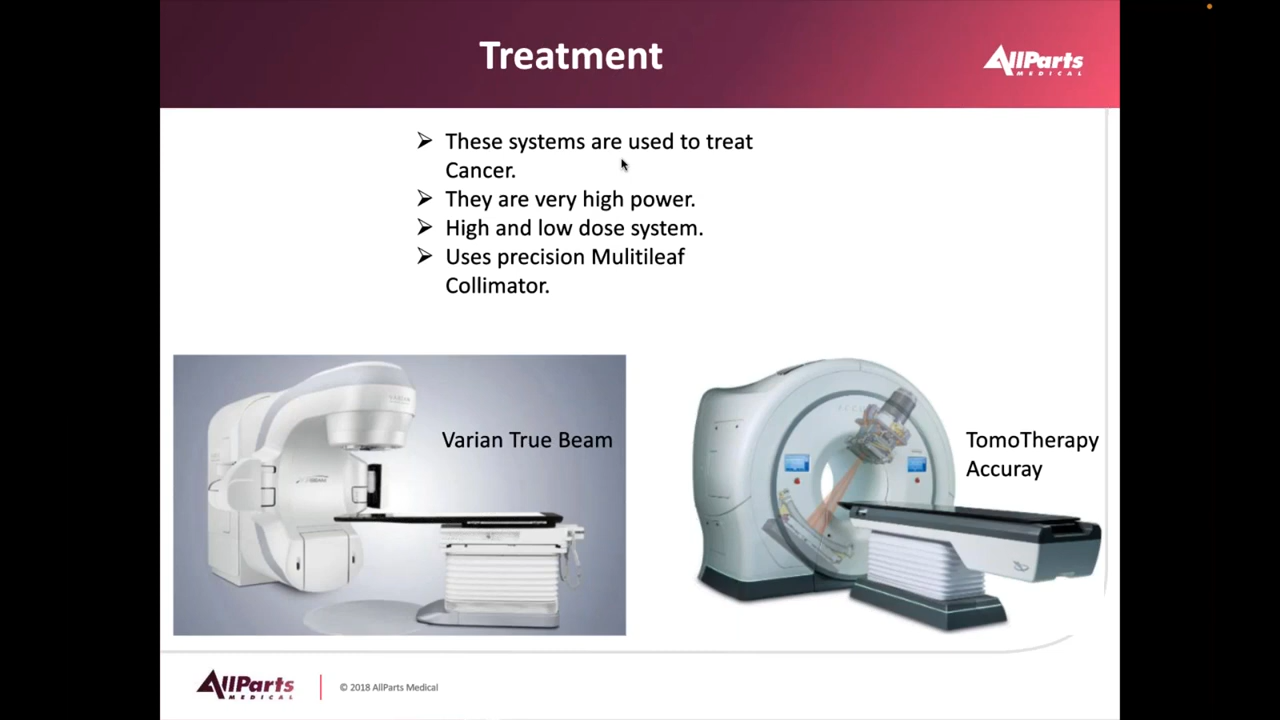 Treatment
AllParts
MEDICAL
➢ These systems are used to treat
Cancer.
➢ They are very high power.
➢ High and low dose system.
➢ Uses precision Mulitileaf
Collimator.
Varian True Beam
TomoTherapy
Accuray
AllParts
MEDICAL
© 2018 AllParts Medical